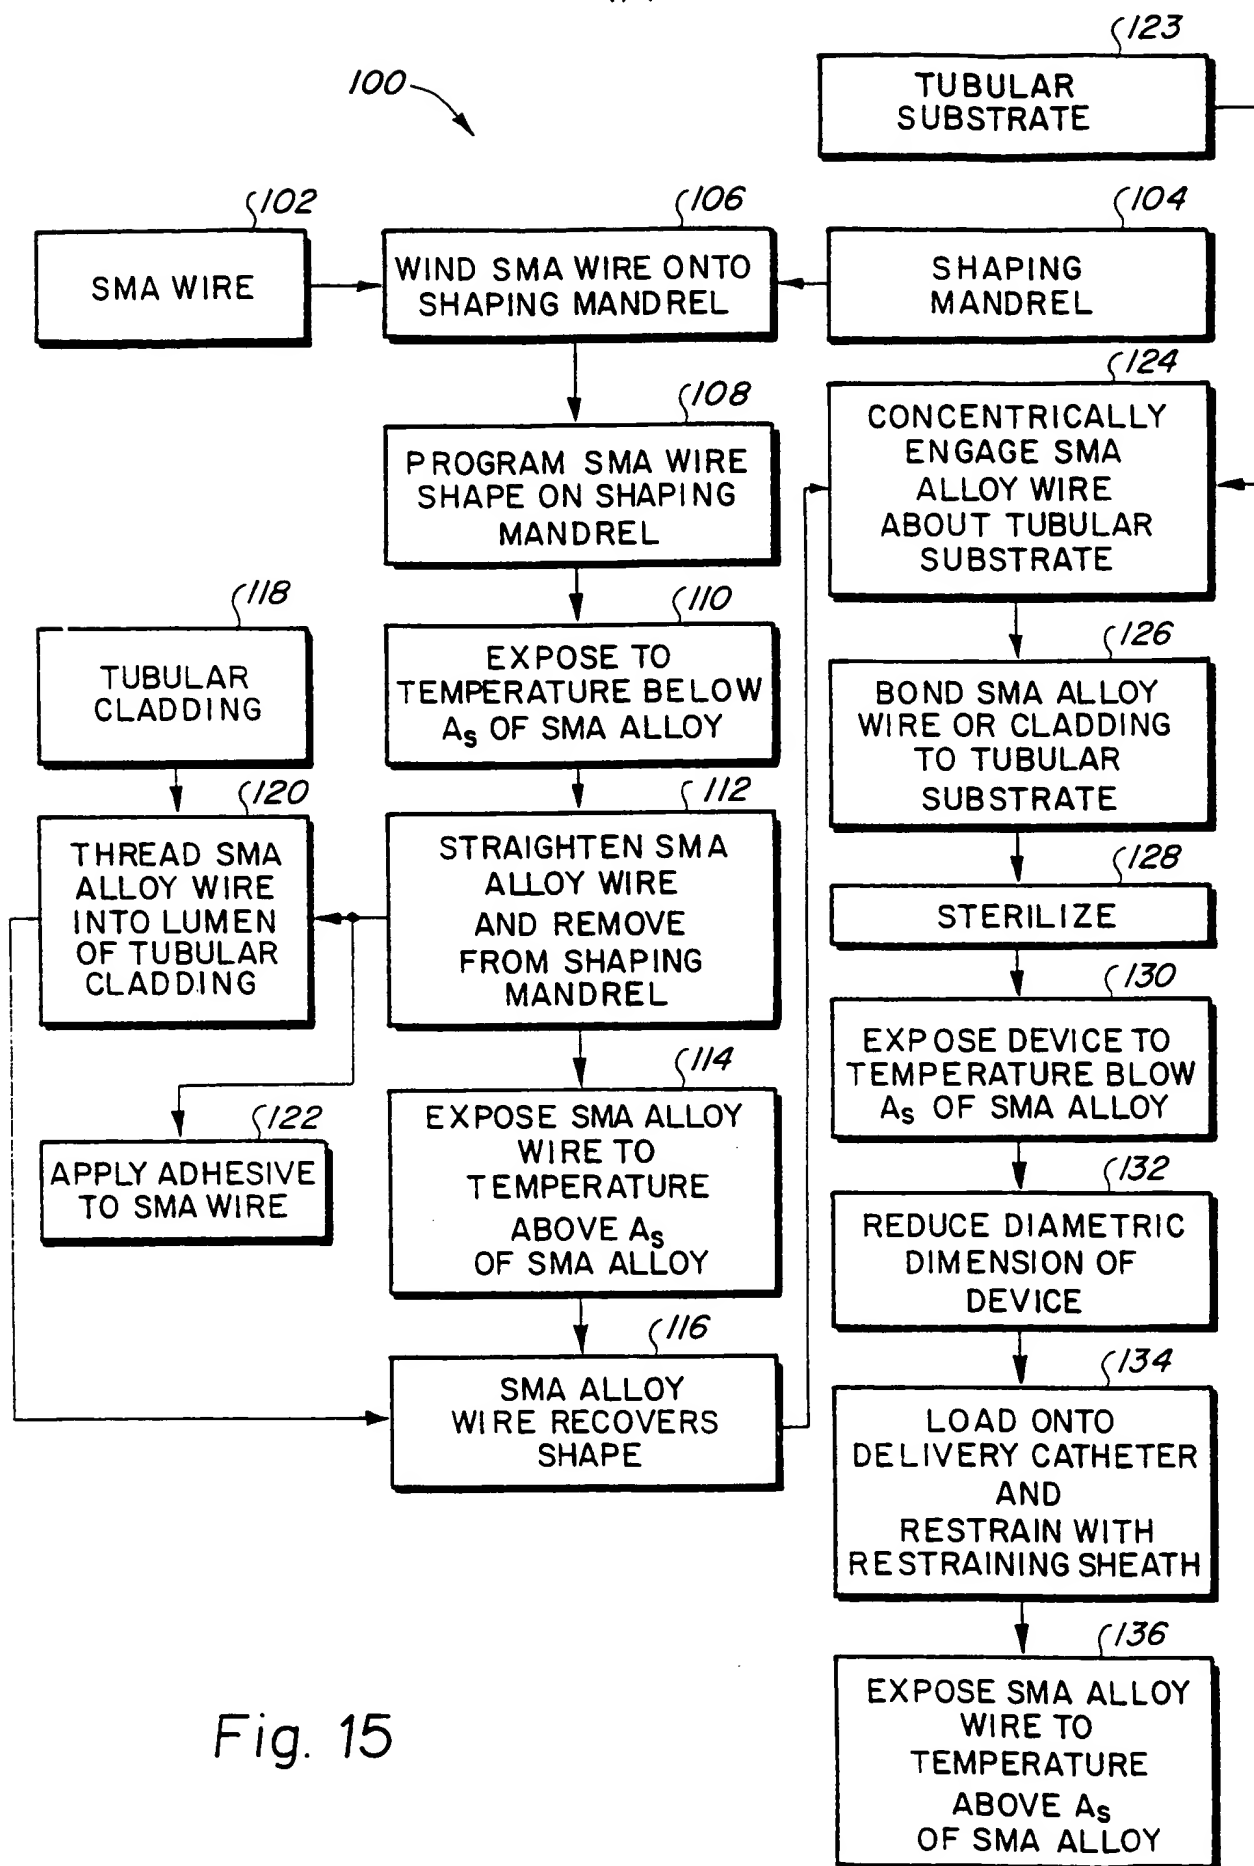 123
TUBULAR
SUBSTRATE
100
102
SMA WIRE
106
WIND SMA WIRE ONTO
SHAPING MANDREL
104
SHAPING
MANDREL
108
PROGRAM SMA WIRE
SHAPE ON SHAPING
MANDREL
110
EXPOSE TO
TEMPERATURE BELOW
As OF SMA ALLOY
112
STRAIGHTEN SMA
ALLOY WIRE
AND REMOVE
FROM SHAPING
MANDREL
114
EXPOSE SMA ALLOY
WIRE TO
TEMPERATURE
ABOVE As
OF SMA ALLOY
116
SMA ALLOY
WIRE RECOVERS
SHAPE
118
TUBULAR
CLADDING
120
THREAD SMA
ALLOY WIRE
INTO LUMEN
OF TUBULAR
CLADDING
122
APPLY ADHESIVE
TO SMA WIRE
124
CONCENTRICALLY
ENGAGE SMA
ALLOY WIRE
ABOUT TUBULAR
SUBSTRATE
126
BOND SMA ALLOY
WIRE OR CLADDING
TO TUBULAR
SUBSTRATE
128
STERILIZE
130
EXPOSE DEVICE TO
TEMPERATURE BLOW
As OF SMA ALLOY
132
REDUCE DIAMETRIC
DIMENSION OF
DEVICE
134
LOAD ONTO
DELIVERY CATHETER
AND
RESTRAIN WITH
RESTRAINING SHEATH
136
EXPOSE SMA ALLOY
WIRE TO
TEMPERATURE
ABOVE As
OF SMA ALLOY
Fig. 15